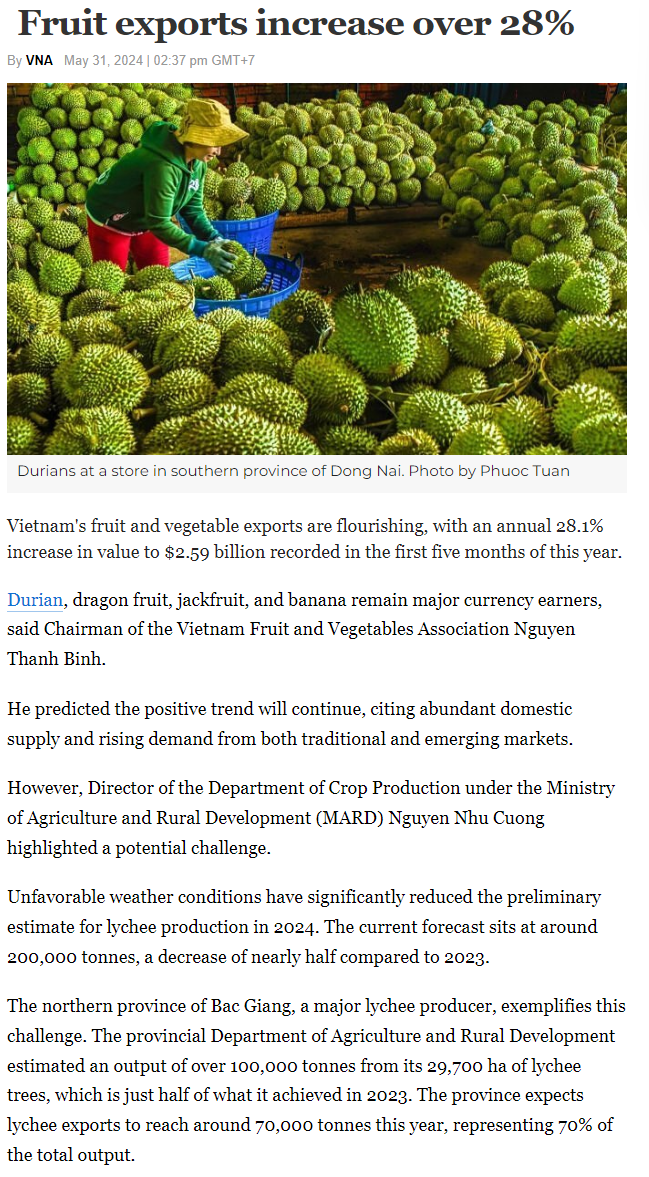 Fruit exports increase over 28%
By VNA May 31, 2024 | 02:37 pm GMT+7
Durians at a store in southern province of Dong Nai. Photo by Phuoc Tuan
Vietnam's fruit and vegetable exports are flourishing, with an annual 28.1%
increase in value to $2.59 billion recorded in the first five months of this year.
Durian, dragon fruit, jackfruit, and banana remain major currency earners,
said Chairman of the Vietnam Fruit and Vegetables Association Nguyen
Thanh Binh.
He predicted the positive trend will continue, citing abundant domestic
supply and rising demand from both traditional and emerging markets.
However, Director of the Department of Crop Production under the Ministry
of Agriculture and Rural Development (MARD) Nguyen Nhu Cuong
highlighted a potential challenge.
Unfavorable weather conditions have significantly reduced the preliminary
estimate for lychee production in 2024. The current forecast sits at around
200,000 tonnes, a decrease of nearly half compared to 2023.
The northern province of Bac Giang, a major lychee producer, exemplifies this
challenge. The provincial Department of Agriculture and Rural Development
estimated an output of over 100,000 tonnes from its 29,700 ha of lychee
trees, which is just half of what it achieved in 2023. The province expects
lychee exports to reach around 70,000 tonnes this year, representing 70% of
the total output.